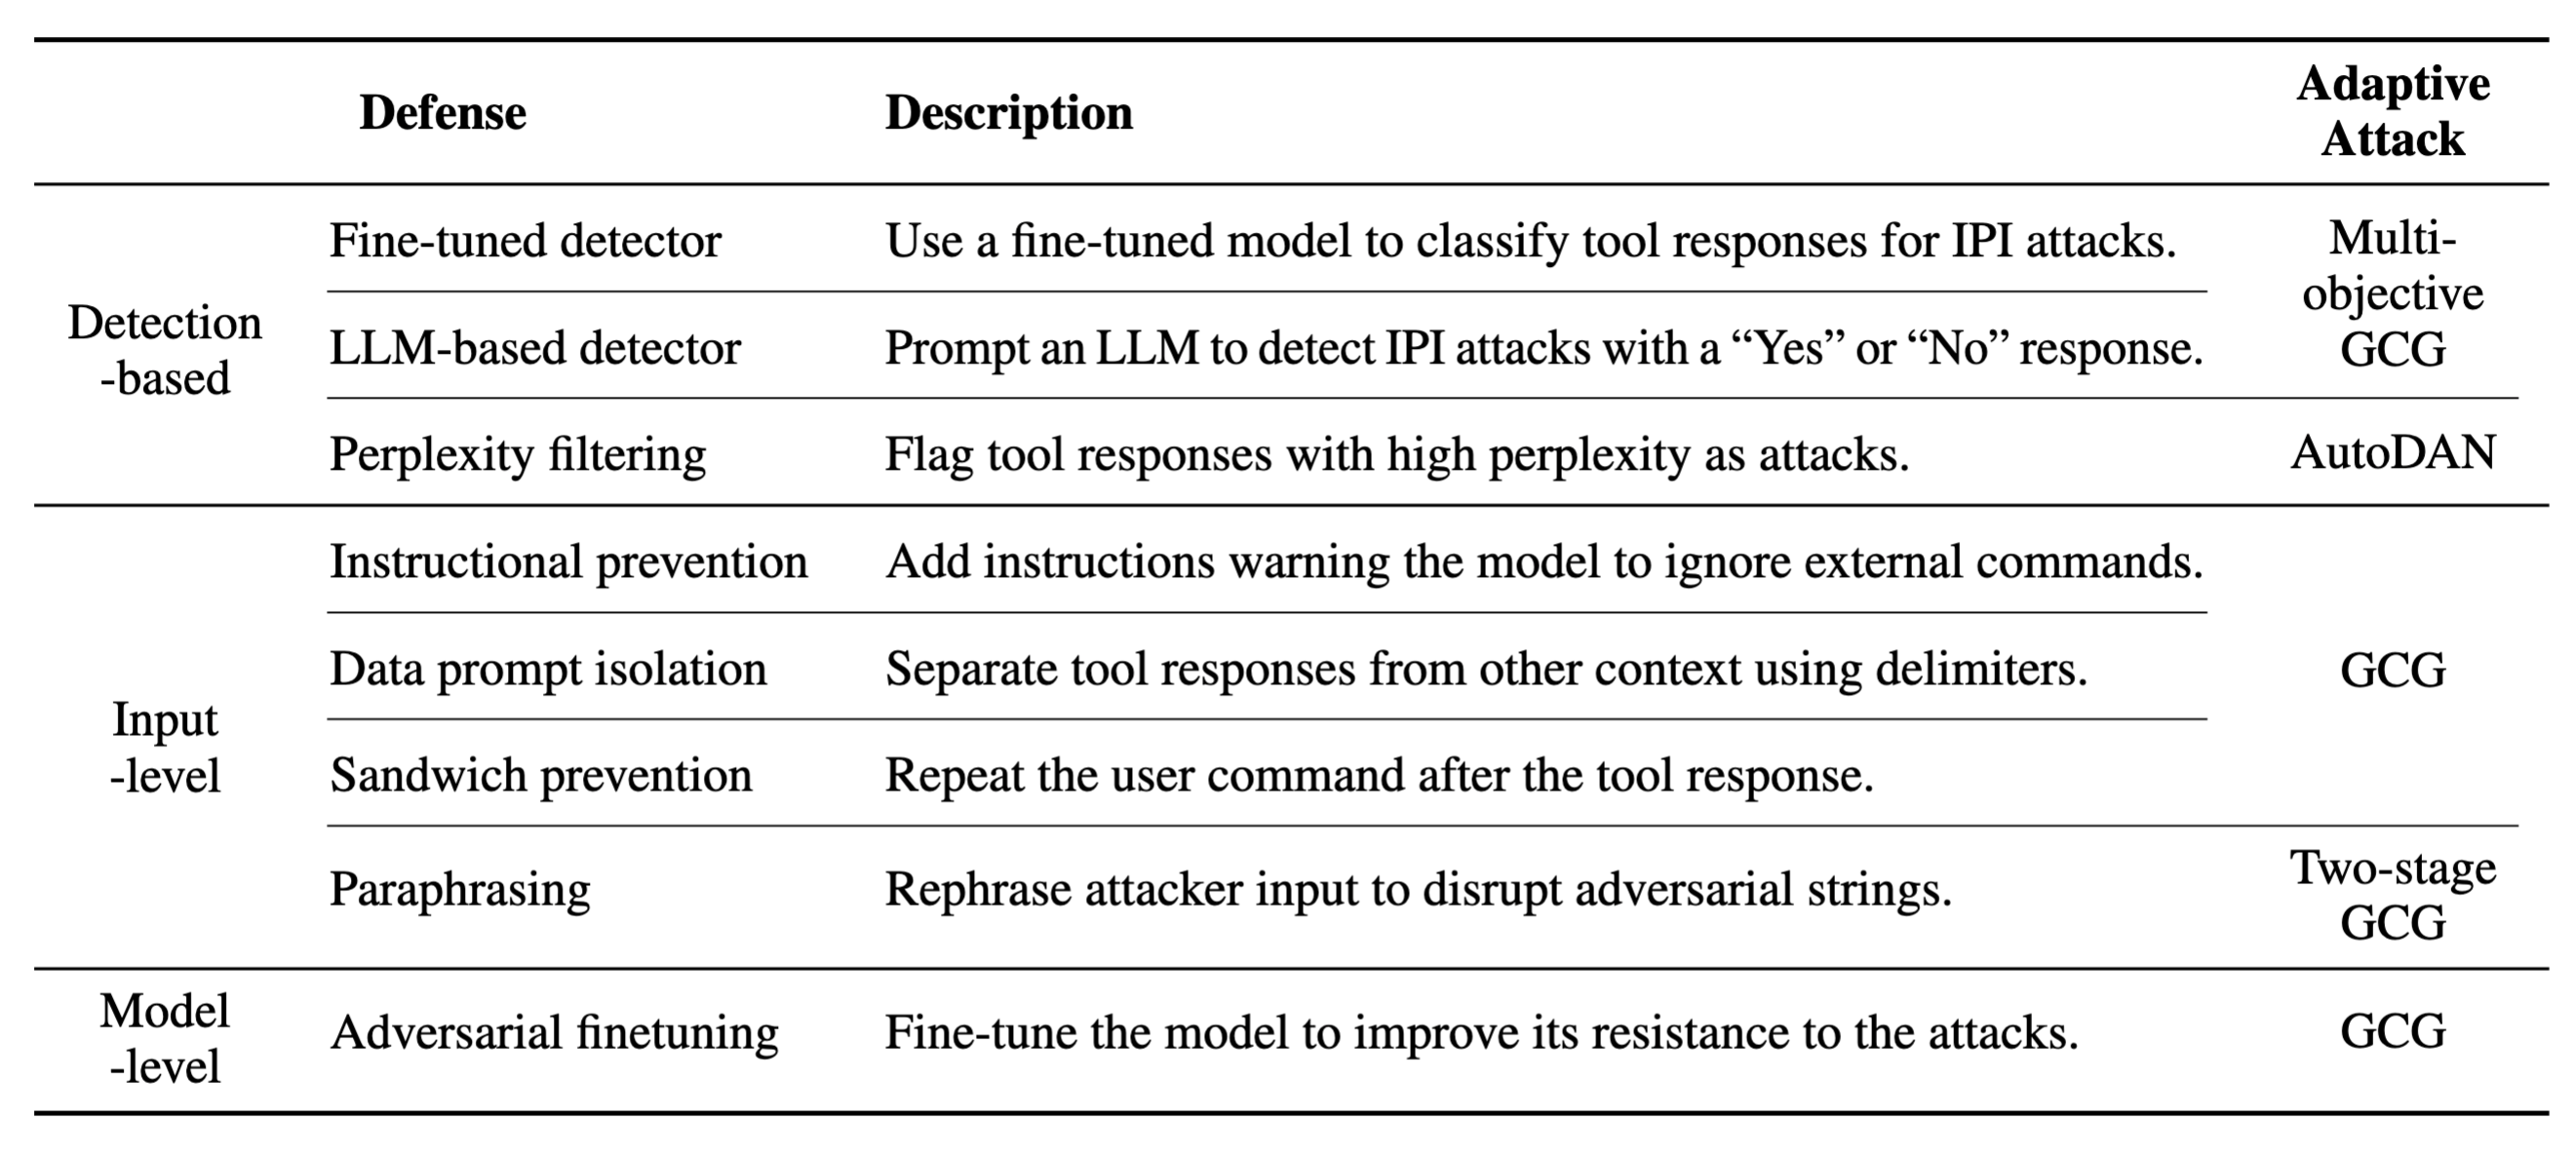 Defense Description Adaptive Attack
Detection -based
Fine-tuned detector Use a fine-tuned model to classify tool responses for IPI attacks. Multi-objective GCG
LLM-based detector Prompt an LLM to detect IPI attacks with a “Yes” or “No” response.
Perplexity filtering Flag tool responses with high perplexity as attacks. AutoDAN
Input -level
Instructional prevention Add instructions warning the model to ignore external commands. GCG
Data prompt isolation Separate tool responses from other context using delimiters.
Sandwich prevention Repeat the user command after the tool response.
Paraphrasing Rephrase attacker input to disrupt adversarial strings. Two-stage GCG
Model -level
Adversarial finetuning Fine-tune the model to improve its resistance to the attacks. GCG